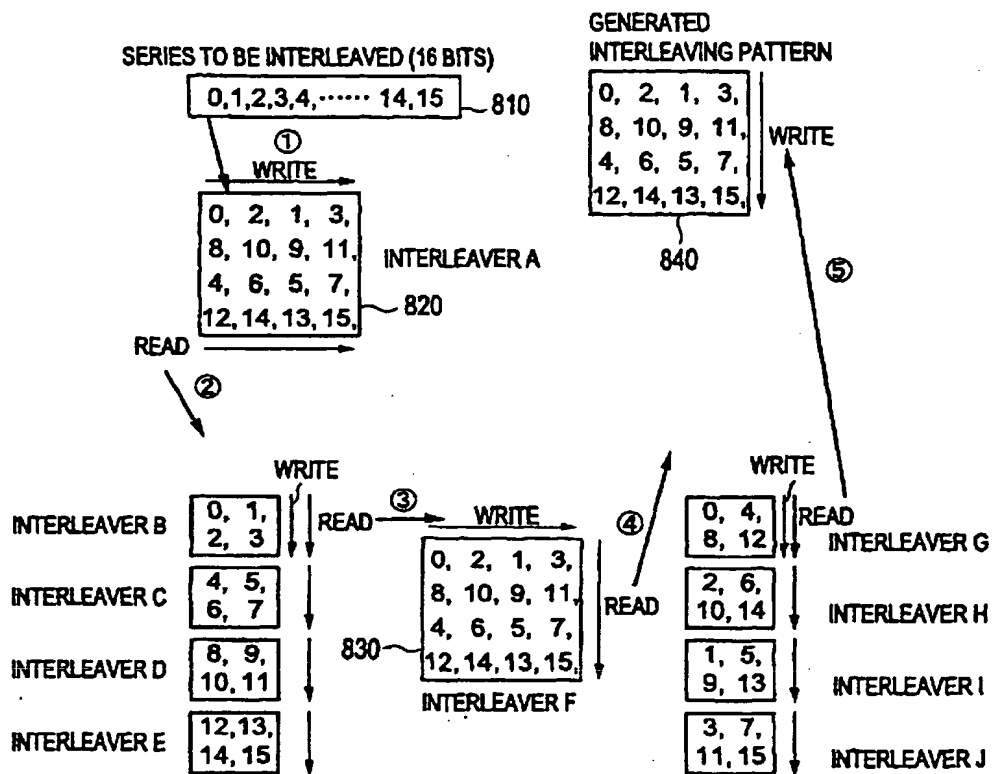 SERIES TO BE INTERLEAVED (16 BITS)
0,1,2,3,4,······ 14,15
810
①
WRITE
0, 2, 1, 3,
8, 10, 9, 11,
4, 6, 5, 7,
12, 14, 13, 15,
INTERLEAVER A
820
READ
②
GENERATED
INTERLEAVING PATTERN
0, 2, 1, 3,
8, 10, 9, 11,
4, 6, 5, 7,
12, 14, 13, 15,
WRITE
840
⑤
WRITE
INTERLEAVER B
0, 1,
2, 3
READ
INTERLEAVER C
4, 5,
6, 7
INTERLEAVER D
8, 9,
10, 11
INTERLEAVER E
12, 13,
14, 15
③
WRITE
0, 2, 1, 3,
8, 10, 9, 11,
4, 6, 5, 7,
12, 14, 13, 15,
830
INTERLEAVER F
READ
④
WRITE
0, 4,
8, 12
READ
INTERLEAVER G
2, 6,
10, 14
INTERLEAVER H
1, 5,
9, 13
INTERLEAVER I
3, 7,
11, 15
INTERLEAVER J